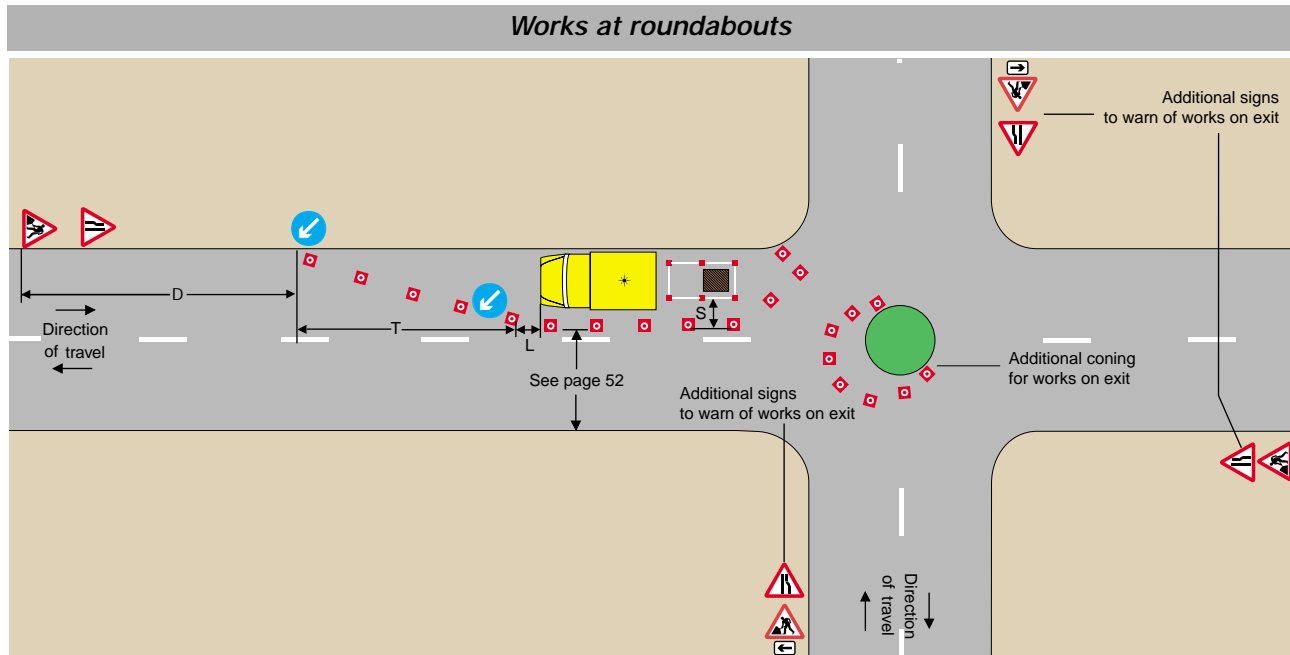 Works at roundabouts
Additional signs
to warn of works on exit
D
Direction
of travel
T
L
S
See page 52
Additional signs
to warn of works on exit
Additional coning
for works on exit
Direction
of travel